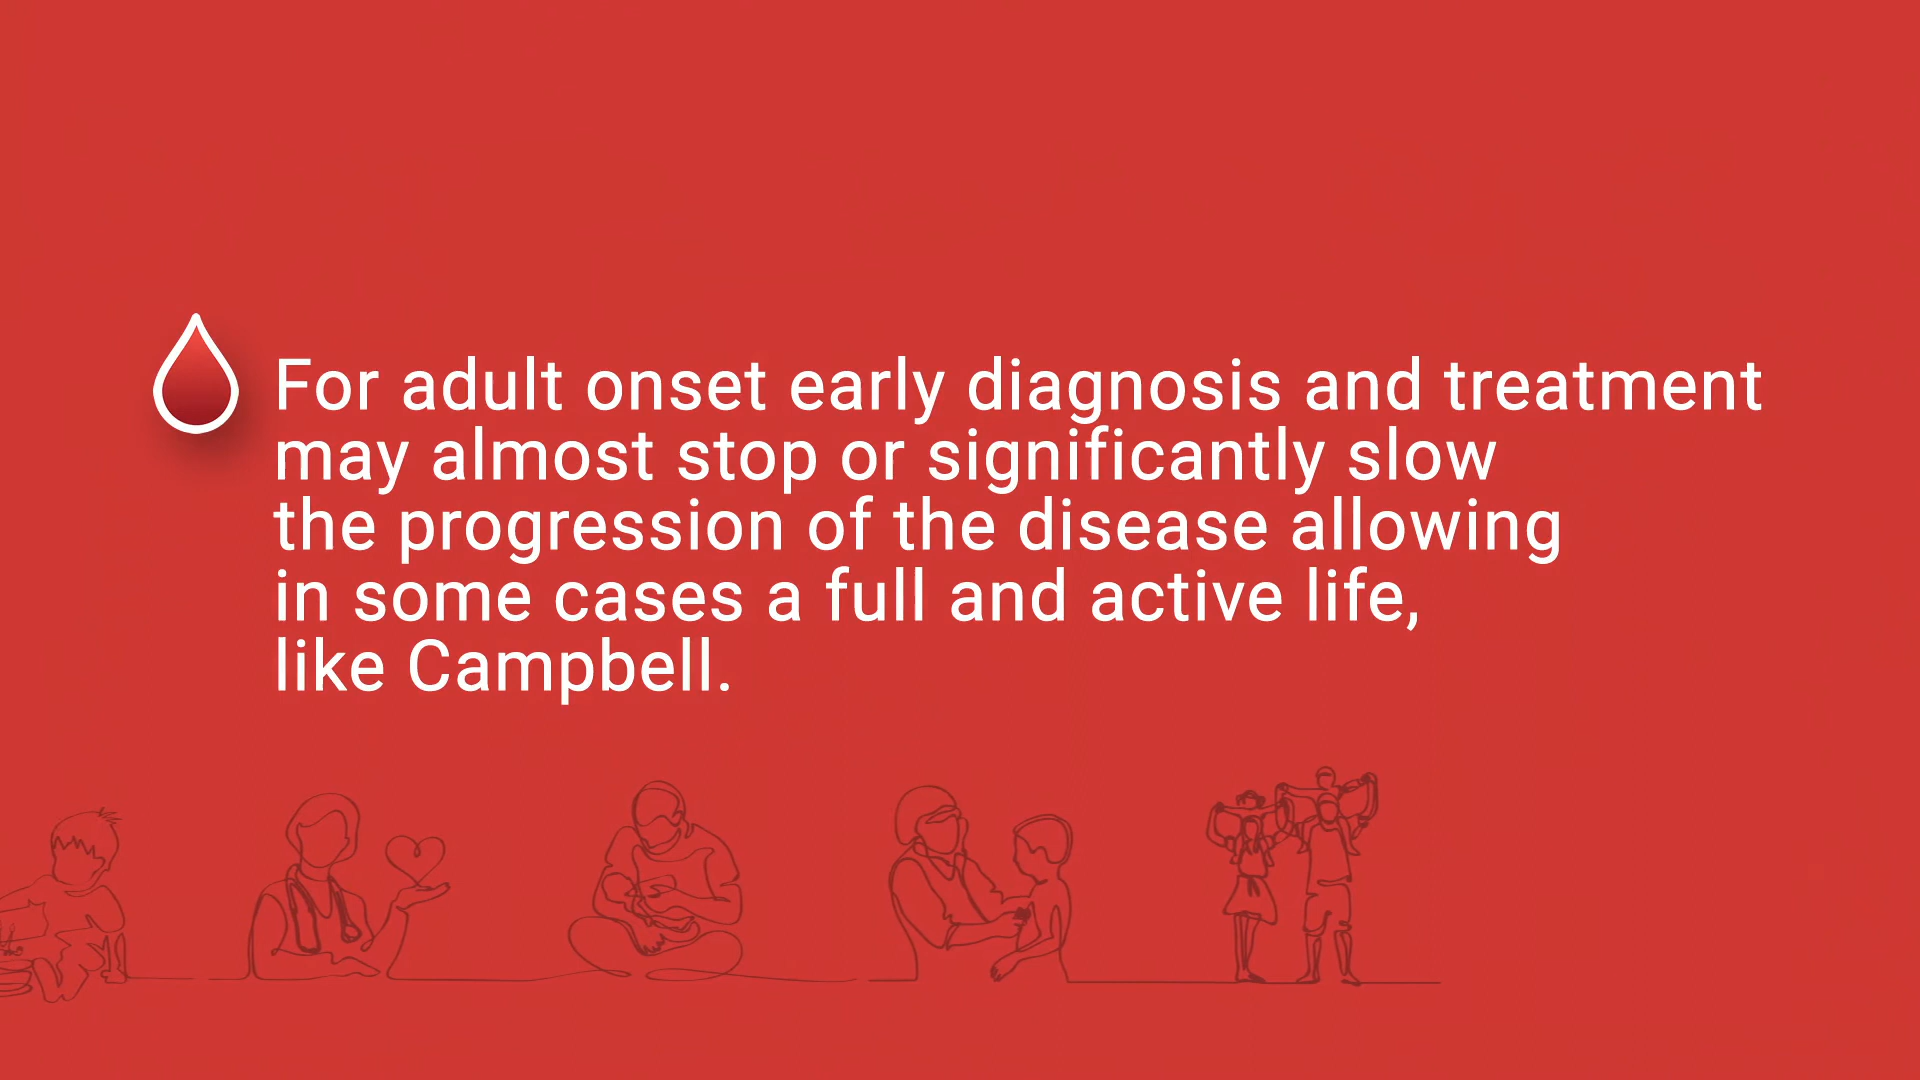 For adult onset early diagnosis and treatment
may almost stop or significantly slow
the progression of the disease allowing
in some cases a full and active life,
like Campbell.